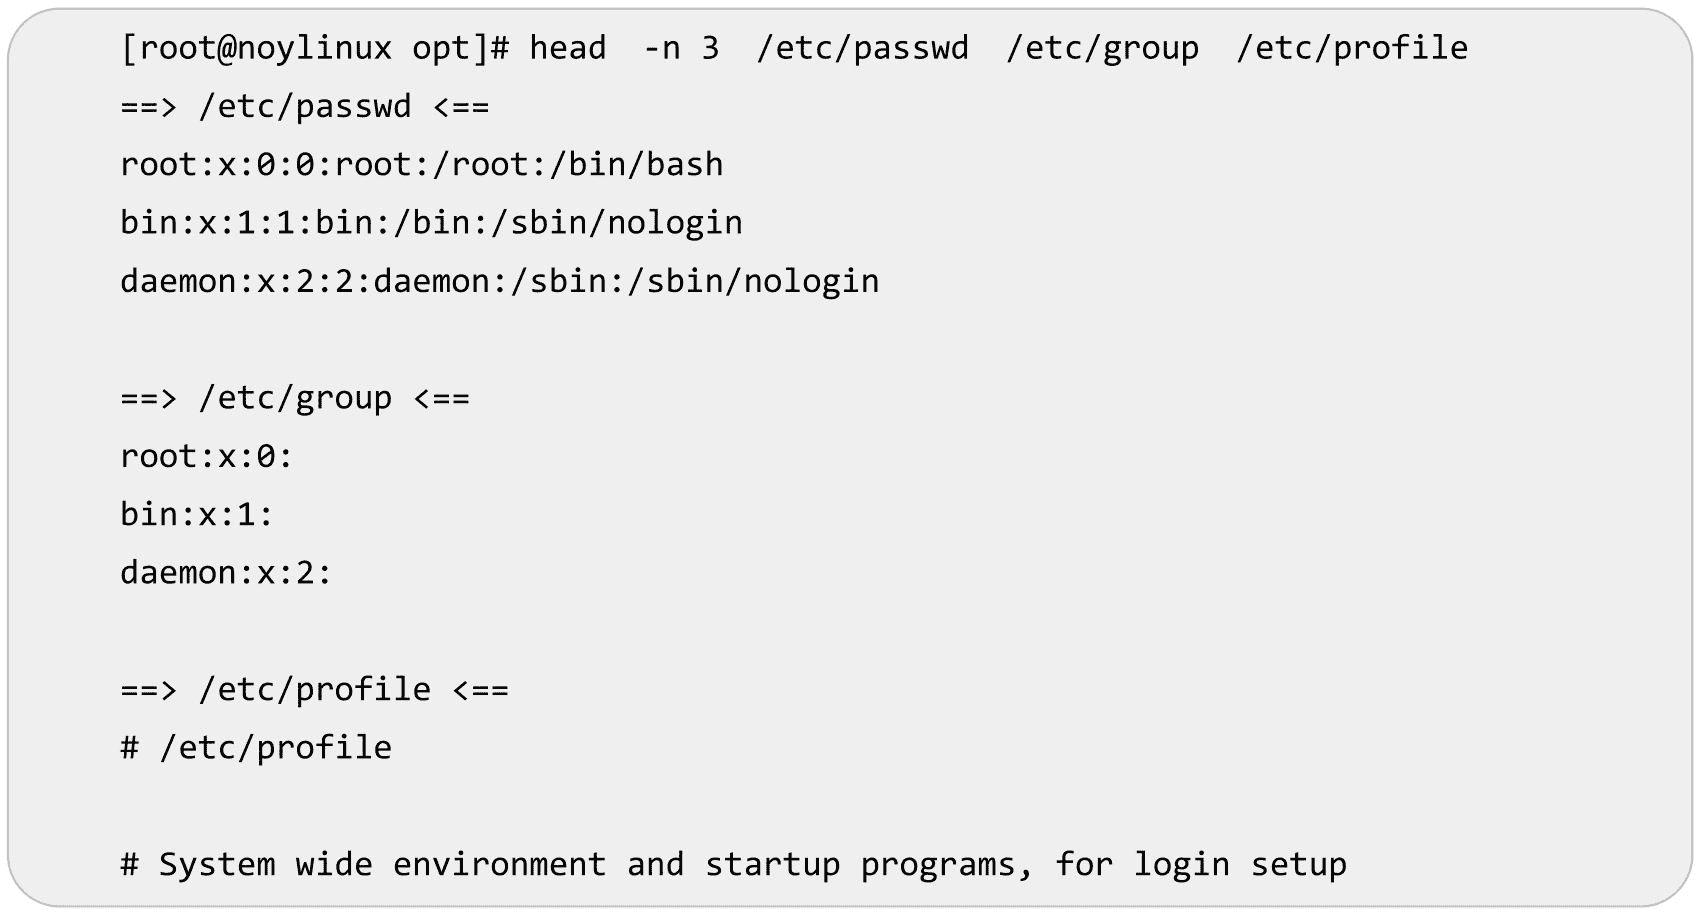 [root@noylinux opt]# head  -n 3  /etc/passwd  /etc/group  /etc/profile
==> /etc/passwd <==
root:x:0:0:root:/root:/bin/bash
bin:x:1:1:bin:/bin:/sbin/nologin
daemon:x:2:2:daemon:/sbin:/sbin/nologin

==> /etc/group <==
root:x:0:
bin:x:1:
daemon:x:2:

==> /etc/profile <==
# /etc/profile

# System wide environment and startup programs, for login setup